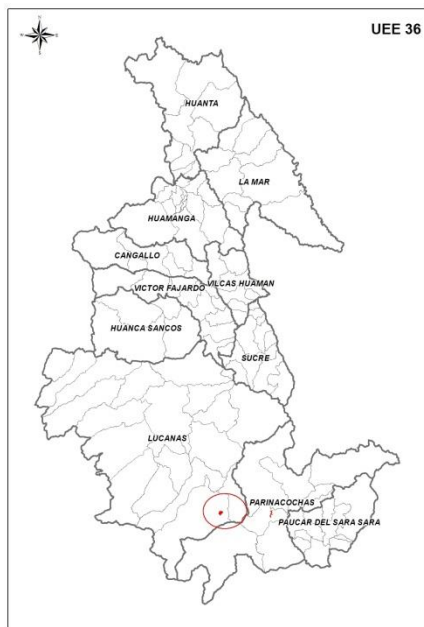 UEE 36
HUANTA
LA MAR
HUAMANGA
CANGALLO
VILCAS HUAMAN
VICTOR FAJARDO
HUANCA SANCOS
SUCRE
LUCANAS
PARINACOCHAS
PAUCAR DEL SARA SARA